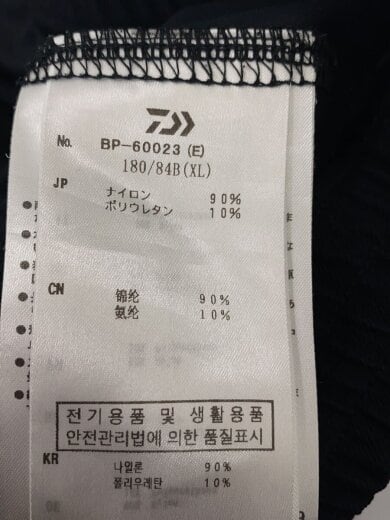 No. BP-60023 (E)
180/84B(XL)
JP
ナイロン 90%
ポリウレタン 10%
CN
锦纶 90%
氨纶 10%
전기용품 및 생활용품
안전관리법에 의한 품질표시
KR
나일론 90%
폴리우레탄 10%